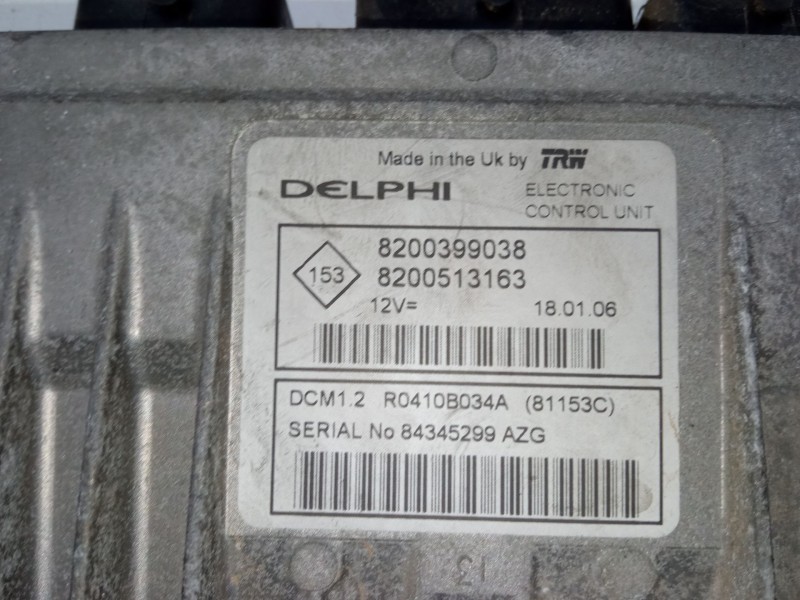 Made in the Uk by TRW
DELPHI
ELECTRONIC
CONTROL UNIT
153
8200399038
8200513163
12V=
18.01.06
DCM1.2 R0410B034A (81153C)
SERIAL No 84345299 AZG
13